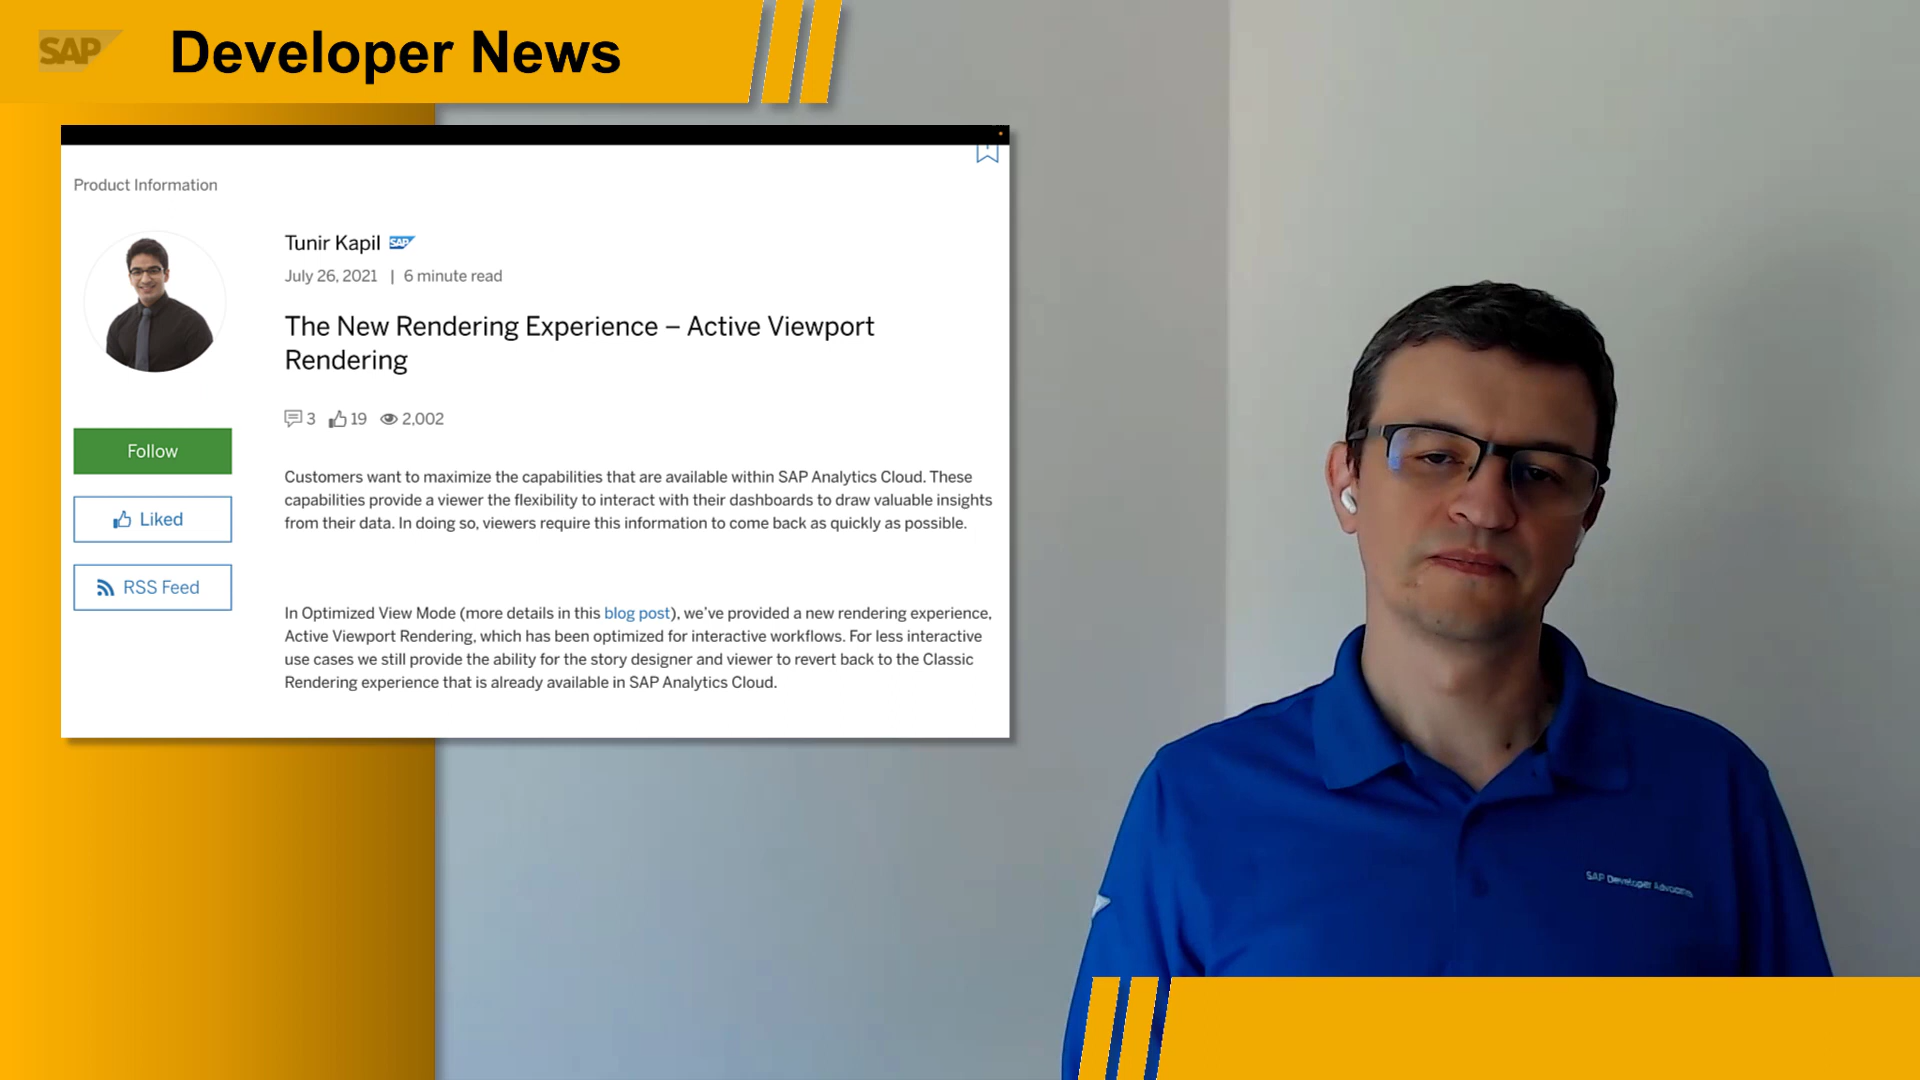 SAP Developer News
Product Information
Tunir Kapil SAP
July 26, 2021 | 6 minute read
The New Rendering Experience – Active Viewport
Rendering
3 19 2,002
Follow
Liked
RSS Feed
Customers want to maximize the capabilities that are available within SAP Analytics Cloud. These
capabilities provide a viewer the flexibility to interact with their dashboards to draw valuable insights
from their data. In doing so, viewers require this information to come back as quickly as possible.
In Optimized View Mode (more details in this blog post), we've provided a new rendering experience,
Active Viewport Rendering, which has been optimized for interactive workflows. For less interactive
use cases we still provide the ability for the story designer and viewer to revert back to the Classic
Rendering experience that is already available in SAP Analytics Cloud.
SAP Developer Advocates